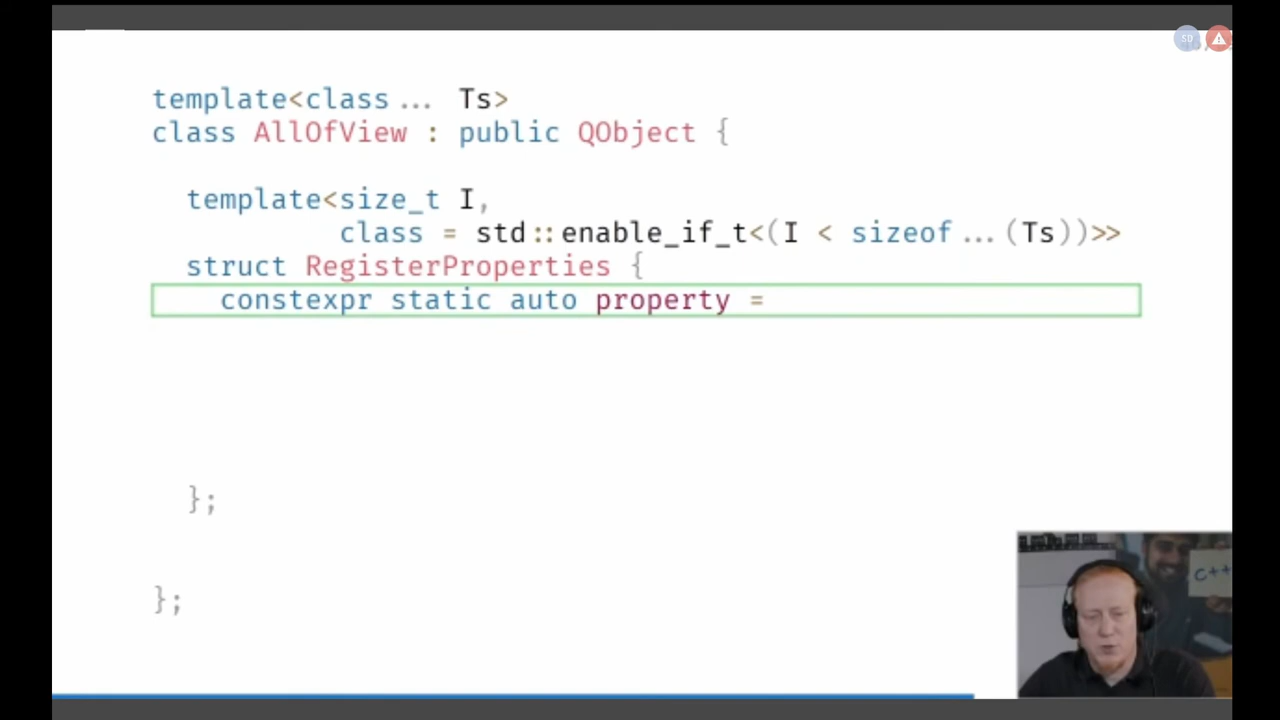 SD
template<class... Ts>
class AllOfView : public QObject {
template<size_t I,
class = std::enable_if_t<(I < sizeof...(Ts))>>
struct RegisterProperties {
constexpr static auto property =
};
};
C++